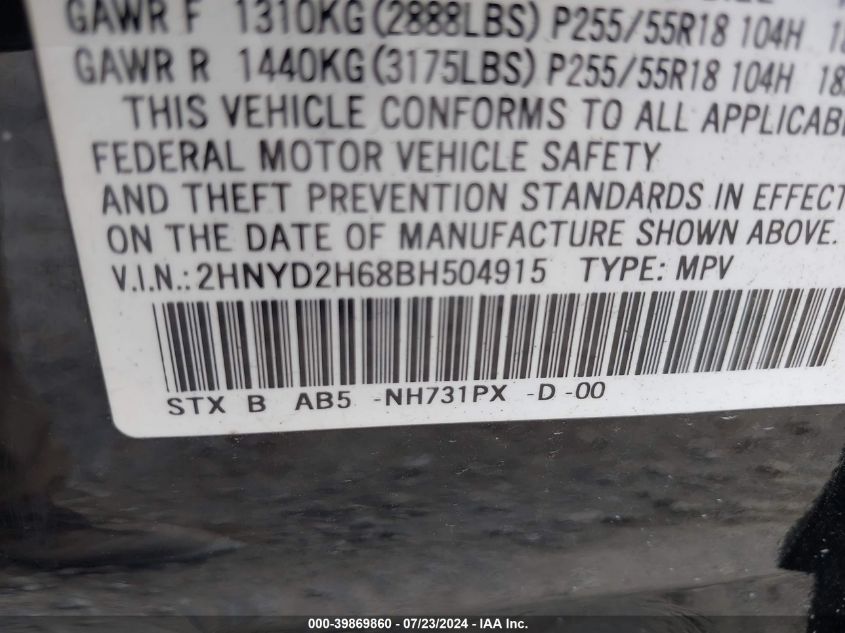 GAWR F 1310KG(2888LBS) P255/55R18 104H
GAWR R 1440KG(3175LBS) P255/55R18 104H 18
THIS VEHICLE CONFORMS TO ALL
FEDERAL MOTOR VEHICLE SAFETY
AND THEFT PREVENTION STANDARDS IN EFFECT
ON THE DATE OF MANUFACTURE SHOWN ABOVE.
V.I.N.: 2HNYD2H68BH504915 TYPE: MPV
STX B AB5 -NH731PX -D -00
000-39869860 - 07/23/2024 - IAA Inc.